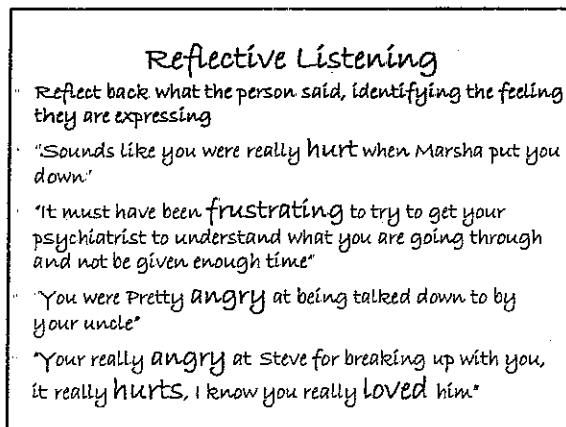 Reflective Listening
Reflect back what the person said, identifying the feeling
they are expressing
"Sounds like you were really hurt when Marsha put you
down"
"It must have been frustrating to try to get your
psychiatrist to understand what you are going through
and not be given enough time"
"You were Pretty angry at being talked down to by
your uncle"
"Your really angry at Steve for breaking up with you,
it really hurts, I know you really loved him"